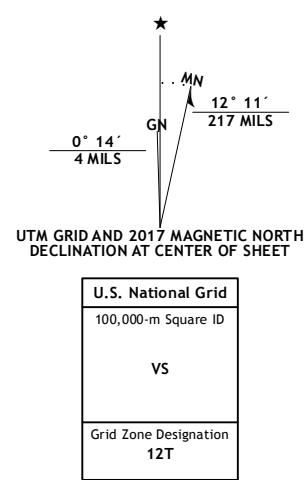 ★
MN
GN
12° 11´
217 MILS
0° 14´
4 MILS
UTM GRID AND 2017 MAGNETIC NORTH
DECLINATION AT CENTER OF SHEET
U.S. National Grid
100,000-m Square ID
VS
Grid Zone Designation
12T